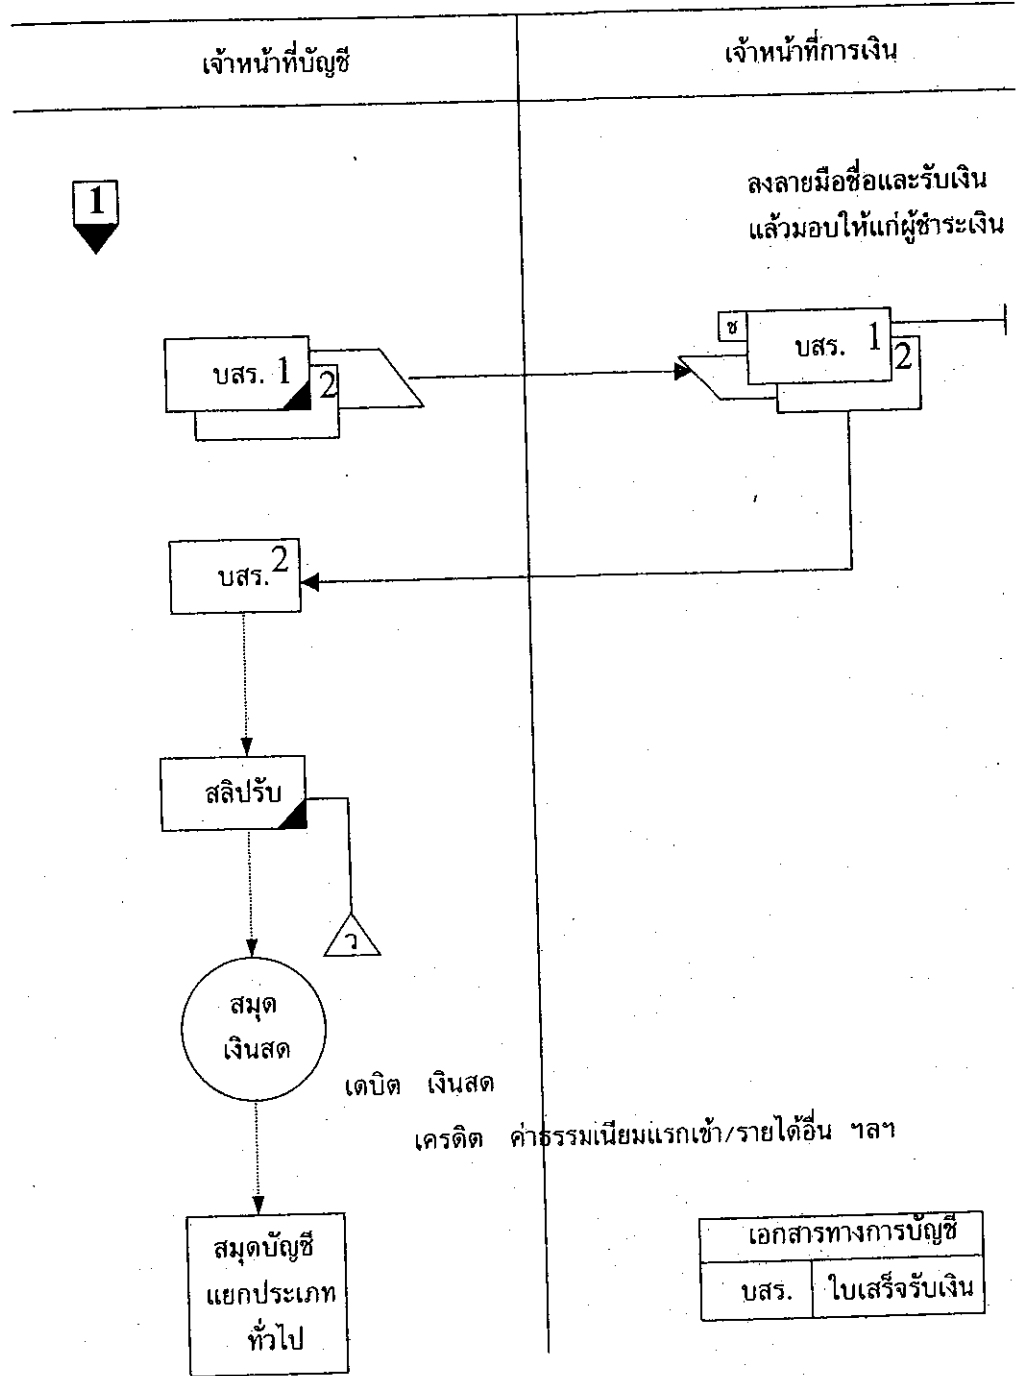 เจ้าหน้าที่บัญชี
เจ้าหน้าที่การเงิน
1
ลงลายมือชื่อและรับเงิน
แล้วมอบให้แก่ผู้ชำระเงิน
บสร. 1
2
ช
บสร. 1
2
บสร. 2
สลิปรับ
ว
สมุด
เงินสด
เดบิต เงินสด
เครดิต ค่าธรรมเนียมแรกเข้า/รายได้อื่น ฯลฯ
สมุดบัญชี
แยกประเภท
ทั่วไป
เอกสารทางการบัญชี
บสร. ใบเสร็จรับเงิน